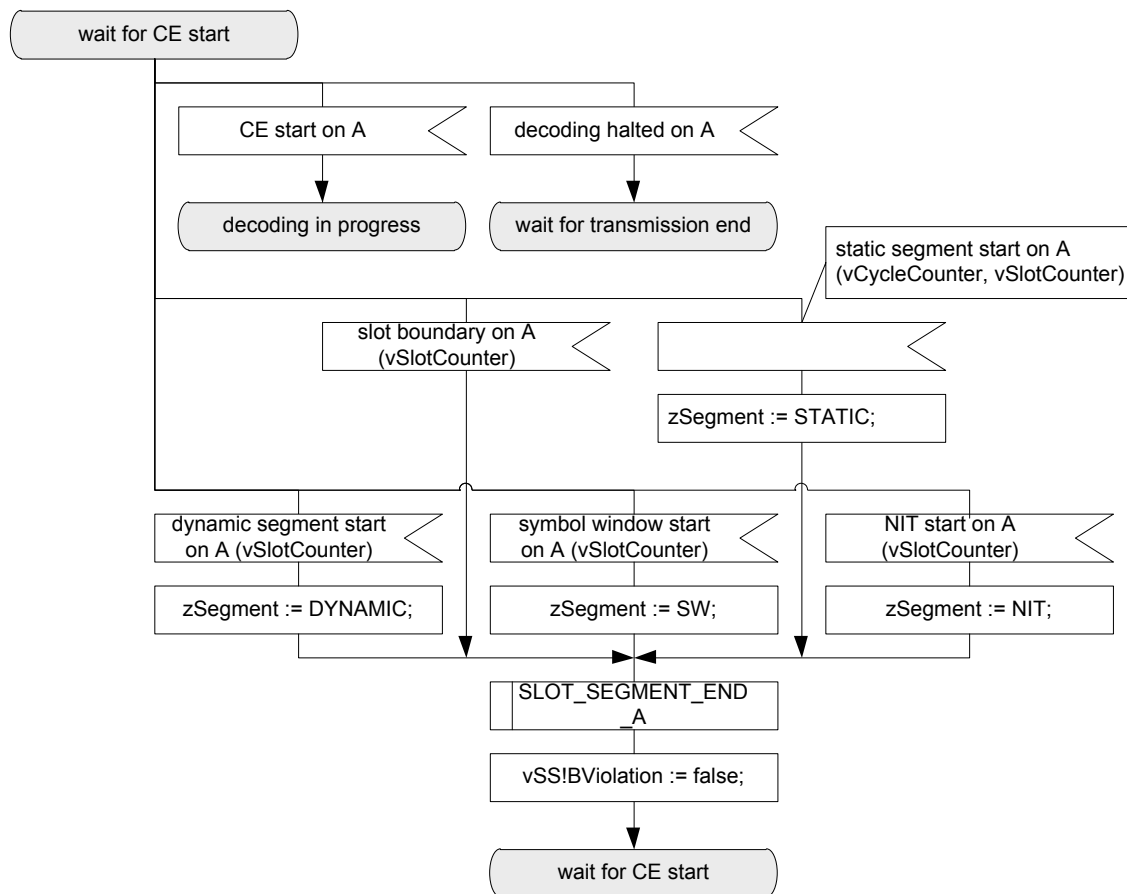 wait for CE start
CE start on A
decoding halted on A
decoding in progress
wait for transmission end
static segment start on A
(vCycleCounter, vSlotCounter)
slot boundary on A
(vSlotCounter)
zSegment := STATIC;
dynamic segment start
on A (vSlotCounter)
symbol window start
on A (vSlotCounter)
NIT start on A
(vSlotCounter)
zSegment := DYNAMIC;
zSegment := SW;
zSegment := NIT;
SLOT_SEGMENT_END
_A
vSS!BViolation := false;
wait for CE start